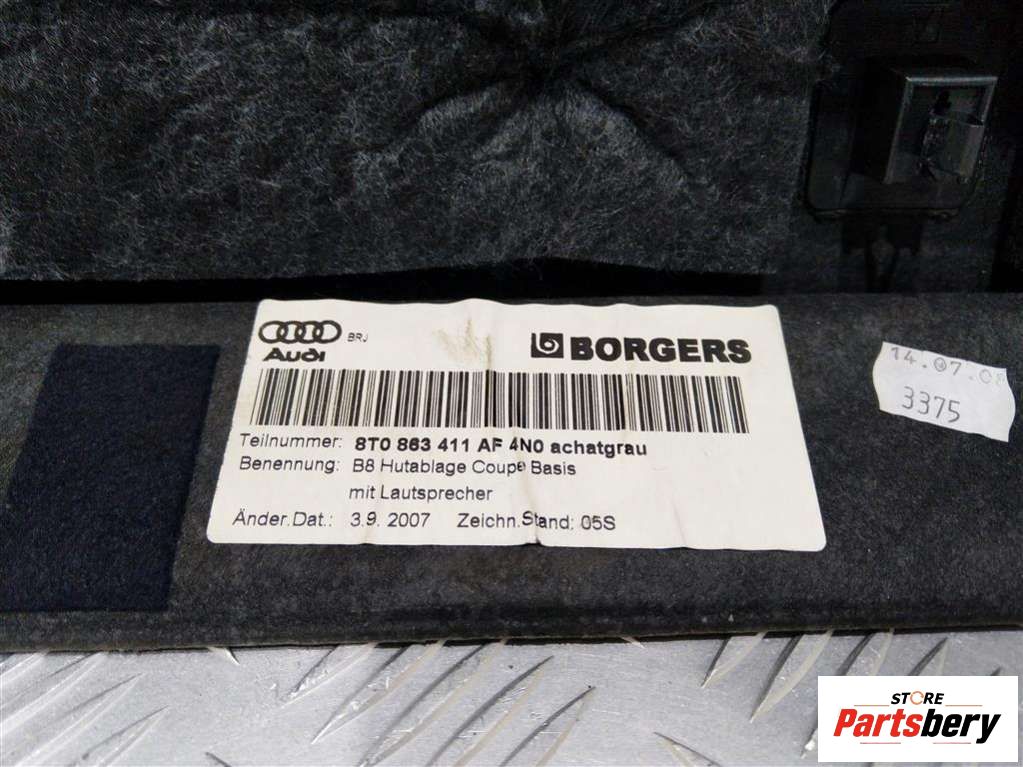 Audi
BRJ
BORGERS
Teilnummer: 8T0 863 411 AF 4N0 achatgrau
Benennung: B8 Hutablage Coupe Basis
mit Lautsprecher
Änder.Dat.: 3.9. 2007 Zeichn.Stand: 05S
3375
STORE
Partsbery